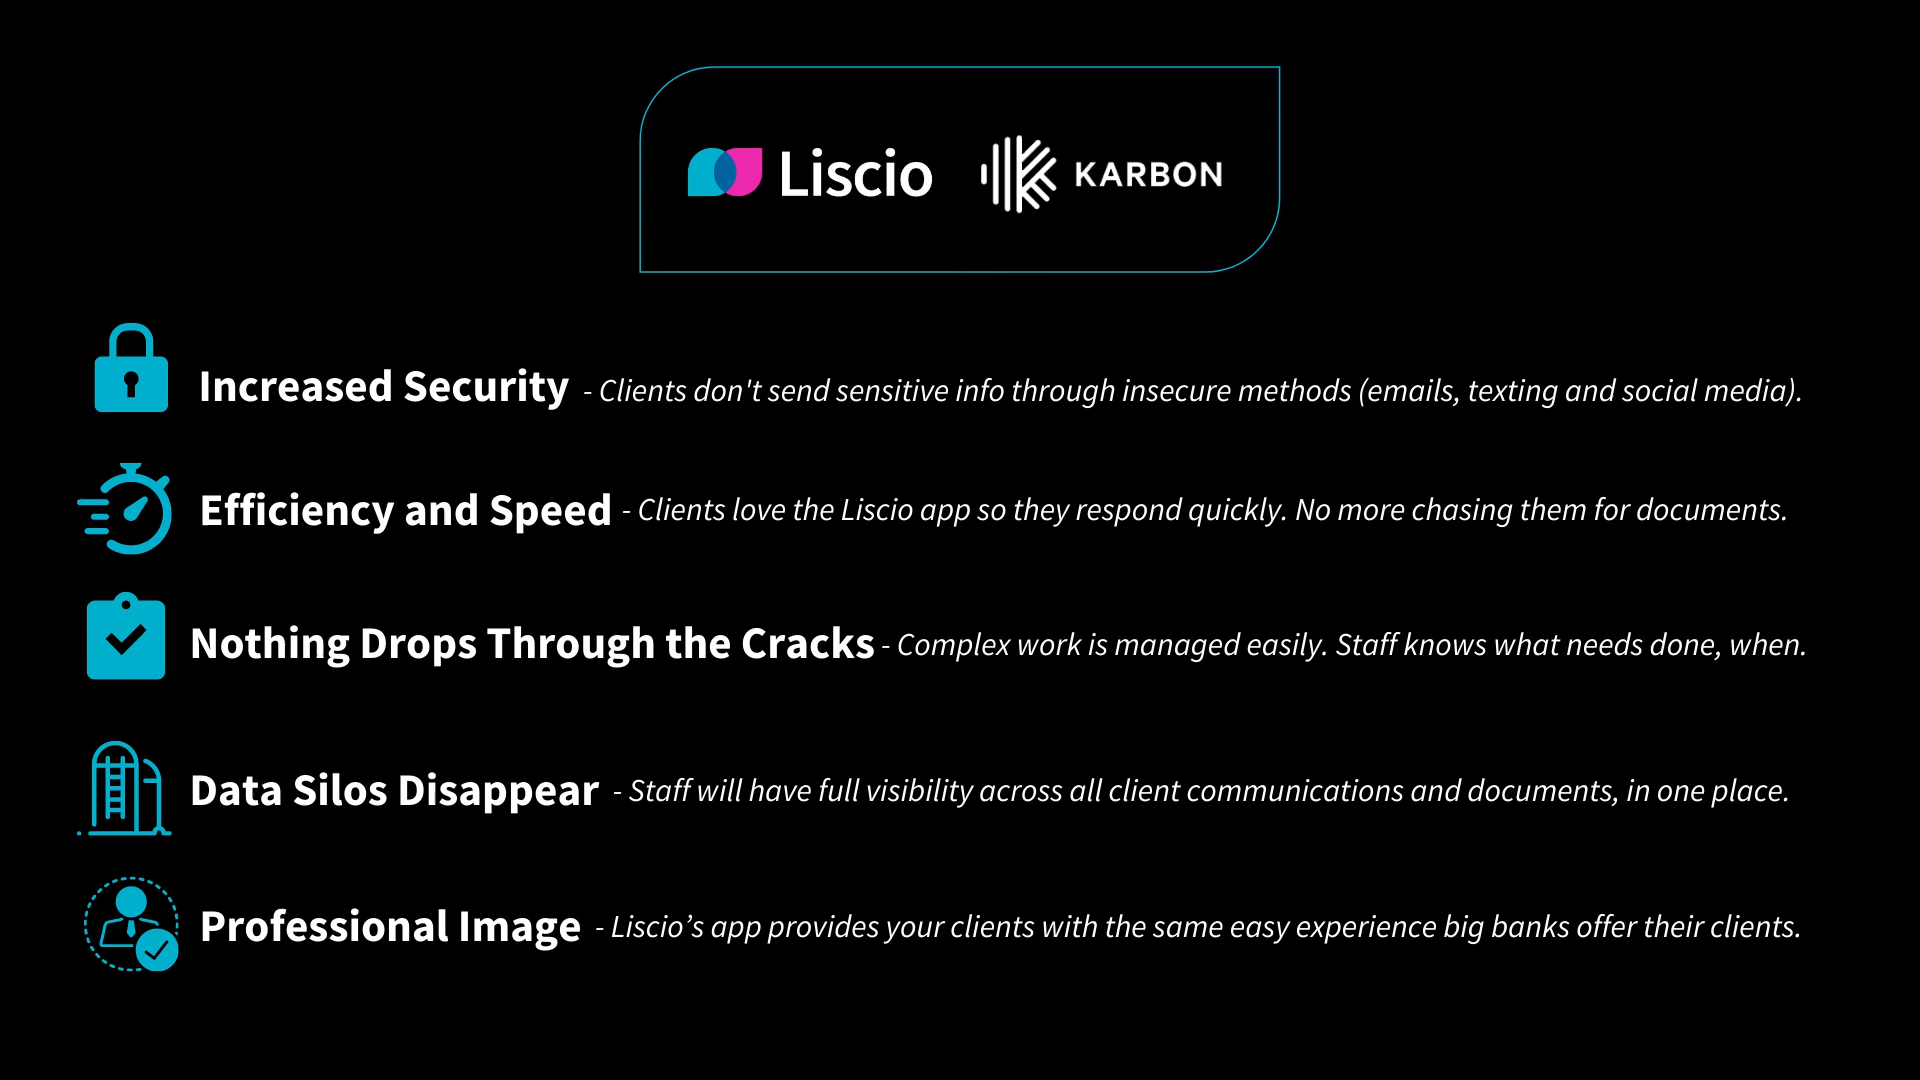 Liscio KARBON
Increased Security - Clients don't send sensitive info through insecure methods (emails, texting and social media).
Efficiency and Speed - Clients love the Liscio app so they respond quickly. No more chasing them for documents.
Nothing Drops Through the Cracks - Complex work is managed easily. Staff knows what needs done, when.
Data Silos Disappear - Staff will have full visibility across all client communications and documents, in one place.
Professional Image - Liscio’s app provides your clients with the same easy experience big banks offer their clients.